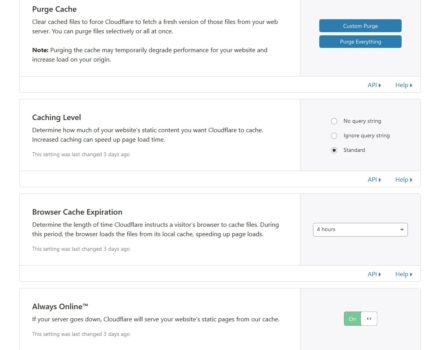 Purge Cache
Clear cached files to force Cloudflare to fetch a fresh version of those files from your web
server. You can purge files selectively or all at once.
Note: Purging the cache may temporarily degrade performance for your website and
increase load on your origin.
Custom Purge
Purge Everything
API
Help
Caching Level
Determine how much of your website's static content you want Cloudflare to cache.
Increased caching can speed up page load time.
This setting was last changed 3 days ago
No query string
Ignore query string
Standard
API
Help
Browser Cache Expiration
Determine the length of time Cloudflare instructs a visitor's browser to cache files. During
this period, the browser loads the files from its local cache, speeding up page loads.
This setting was last changed 3 days ago
4 hours
API
Help
Always Online™
If your server goes down, Cloudflare will serve your website's static pages from our cache.
This setting was last changed 3 days ago
On